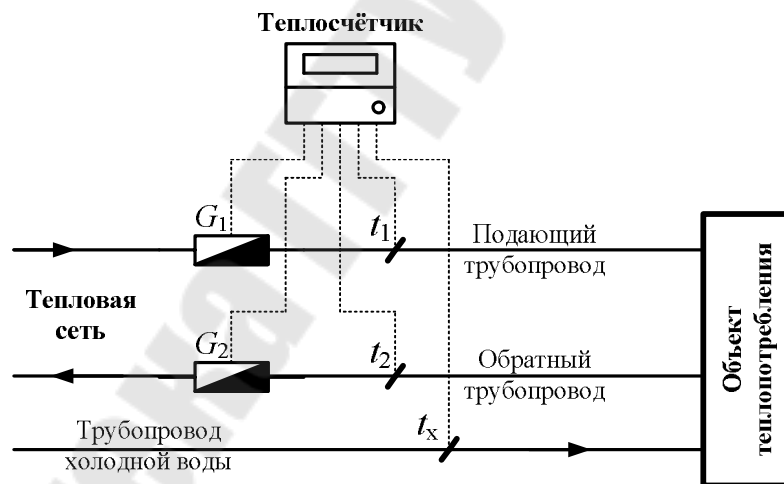 Теплосчётчик
G1
t1
Подающий
трубопровод
Тепловая
сеть
G2
t2
Обратный
трубопровод
Трубопровод
холодной воды
tх
Объект
теплопотребления